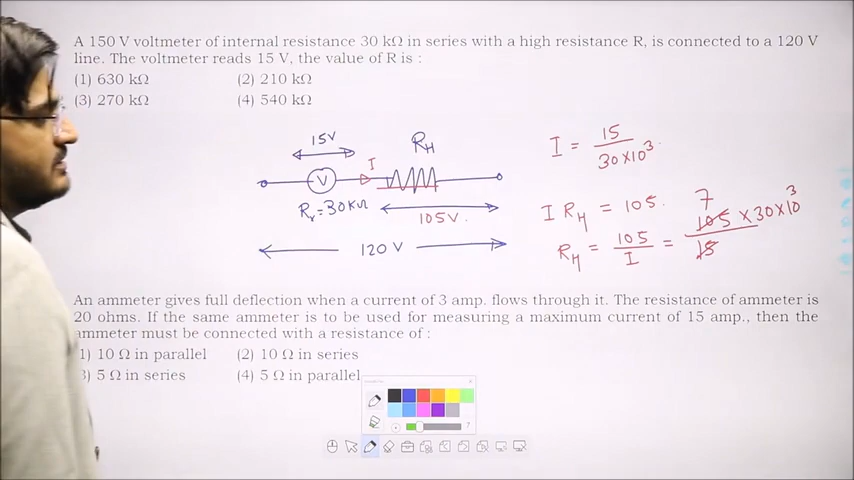 A 150 V voltmeter of internal resistance 30 kΩ in series with a high resistance R, is connected to a 120 V
line. The voltmeter reads 15 V, the value of R is :
(1) 630 kΩ (2) 210 kΩ
(3) 270 kΩ (4) 540 kΩ
15V
R_H
I
V
R_v=30KΩ
105V.
120 V
I = 15 / 30×10³
I R_H = 105.
R_H = 105 / I = 105 7 × 30×10³ / 15
An ammeter gives full deflection when a current of 3 amp. flows through it. The resistance of ammeter is
20 ohms. If the same ammeter is to be used for measuring a maximum current of 15 amp., then the
ammeter must be connected with a resistance of :
1) 10 Ω in parallel (2) 10 Ω in series
3) 5 Ω in series (4) 5 Ω in parallel
7